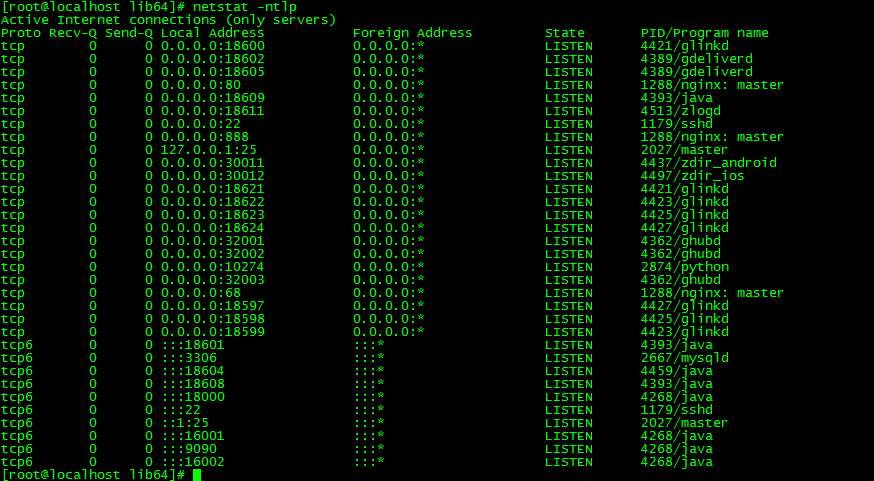 [root@localhost lib64]# netstat -ntlp
Active Internet connections (only servers)
Proto Recv-Q Send-Q Local Address           Foreign Address         State       PID/Program name
tcp        0      0 0.0.0.0:18600           0.0.0.0:*               LISTEN      4421/glinkd
tcp        0      0 0.0.0.0:18602           0.0.0.0:*               LISTEN      4389/gdeliverd
tcp        0      0 0.0.0.0:18605           0.0.0.0:*               LISTEN      4389/gdeliverd
tcp        0      0 0.0.0.0:80              0.0.0.0:*               LISTEN      1288/nginx: master
tcp        0      0 0.0.0.0:18609           0.0.0.0:*               LISTEN      4393/java
tcp        0      0 0.0.0.0:18611           0.0.0.0:*               LISTEN      4513/zlogd
tcp        0      0 0.0.0.0:22              0.0.0.0:*               LISTEN      1179/sshd
tcp        0      0 0.0.0.0:888             0.0.0.0:*               LISTEN      1288/nginx: master
tcp        0      0 127.0.0.1:25            0.0.0.0:*               LISTEN      2027/master
tcp        0      0 0.0.0.0:30011           0.0.0.0:*               LISTEN      4437/zdir_android
tcp        0      0 0.0.0.0:30012           0.0.0.0:*               LISTEN      4497/zdir_ios
tcp        0      0 0.0.0.0:18621           0.0.0.0:*               LISTEN      4421/glinkd
tcp        0      0 0.0.0.0:18622           0.0.0.0:*               LISTEN      4423/glinkd
tcp        0      0 0.0.0.0:18623           0.0.0.0:*               LISTEN      4425/glinkd
tcp        0      0 0.0.0.0:18624           0.0.0.0:*               LISTEN      4427/glinkd
tcp        0      0 0.0.0.0:32001           0.0.0.0:*               LISTEN      4362/ghubd
tcp        0      0 0.0.0.0:32002           0.0.0.0:*               LISTEN      4362/ghubd
tcp        0      0 0.0.0.0:10274           0.0.0.0:*               LISTEN      2874/python
tcp        0      0 0.0.0.0:32003           0.0.0.0:*               LISTEN      4362/ghubd
tcp        0      0 0.0.0.0:68              0.0.0.0:*               LISTEN      1288/nginx: master
tcp        0      0 0.0.0.0:18597           0.0.0.0:*               LISTEN      4427/glinkd
tcp        0      0 0.0.0.0:18598           0.0.0.0:*               LISTEN      4425/glinkd
tcp        0      0 0.0.0.0:18599           0.0.0.0:*               LISTEN      4423/glinkd
tcp6       0      0 :::18601                :::*                    LISTEN      4393/java
tcp6       0      0 :::3306                 :::*                    LISTEN      2667/mysqld
tcp6       0      0 :::18604                :::*                    LISTEN      4459/java
tcp6       0      0 :::18608                :::*                    LISTEN      4393/java
tcp6       0      0 :::18000                :::*                    LISTEN      4268/java
tcp6       0      0 :::22                   :::*                    LISTEN      1179/sshd
tcp6       0      0 ::1:25                  :::*                    LISTEN      2027/master
tcp6       0      0 :::16001                :::*                    LISTEN      4268/java
tcp6       0      0 :::9090                 :::*                    LISTEN      4268/java
tcp6       0      0 :::16002                :::*                    LISTEN      4268/java
[root@localhost lib64]#